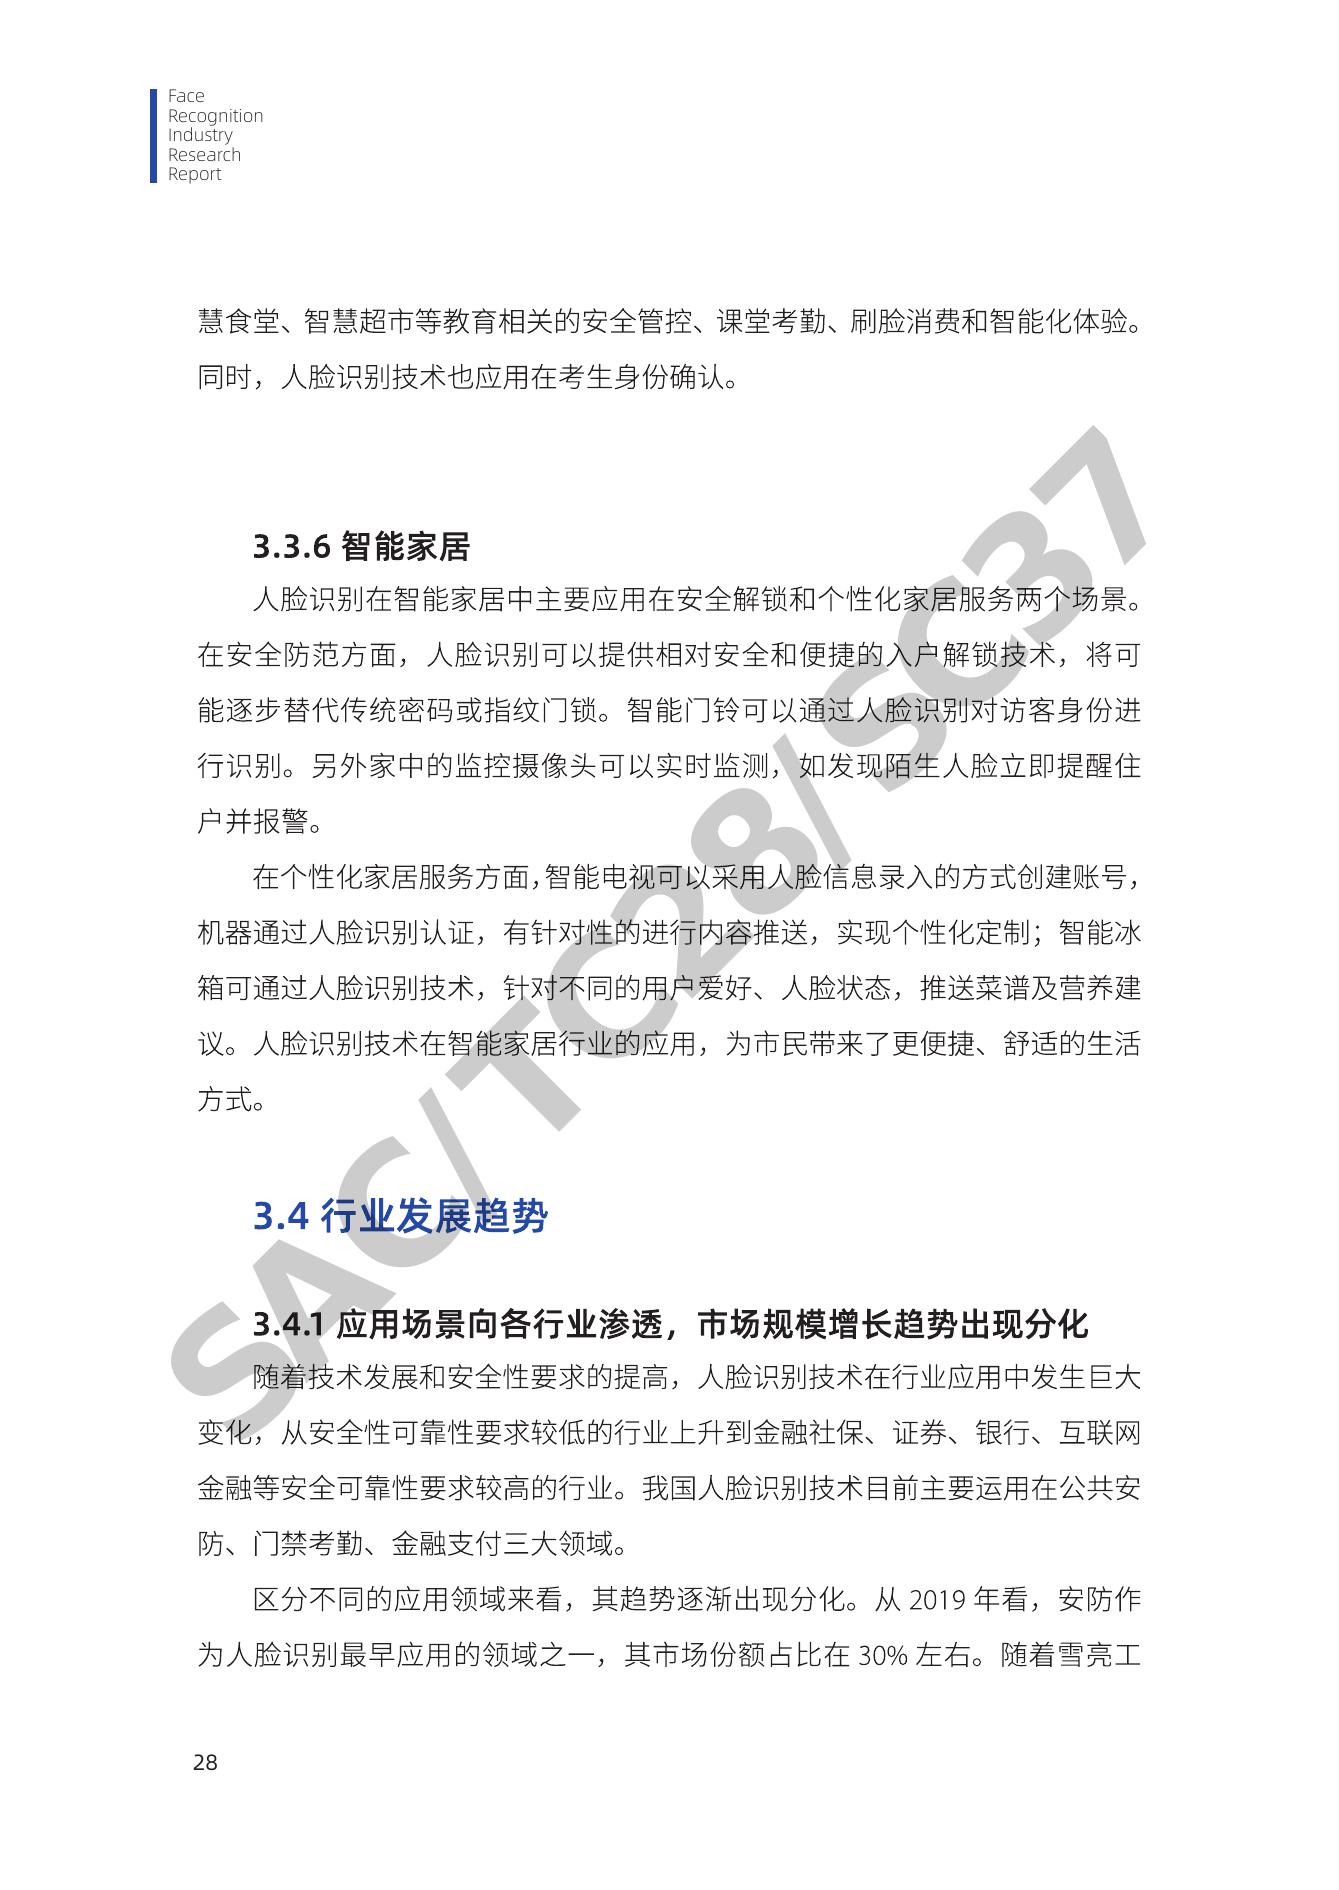 Face
Recognition
Industry
Research
Report
慧食堂、智慧超市等教育相关的安全管控、课堂考勤、刷脸消费和智能化体验。
同时，人脸识别技术也应用在考生身份确认。
3.3.6 智能家居
人脸识别在智能家居中主要应用在安全解锁和个性化家居服务两个场景。
在安全防范方面，人脸识别可以提供相对安全和便捷的入户解锁技术，将可
能逐步替代传统密码或指纹门锁。智能门铃可以通过人脸识别对访客身份进
行识别。另外家中的监控摄像头可以实时监测，如发现陌生人脸立即提醒住
户并报警。
在个性化家居服务方面，智能电视可以采用人脸信息录入的方式创建账号，
机器通过人脸识别认证，有针对性的进行内容推送，实现个性化定制；智能冰
箱可通过人脸识别技术，针对不同的用户爱好、人脸状态，推送菜谱及营养建
议。人脸识别技术在智能家居行业的应用，为市民带来了更便捷、舒适的生活
方式。
3.4 行业发展趋势
3.4.1 应用场景向各行业渗透，市场规模增长趋势出现分化
随着技术发展和安全性要求的提高，人脸识别技术在行业应用中发生巨大
变化，从安全性可靠性要求较低的行业上升到金融社保、证券、银行、互联网
金融等安全可靠性要求较高的行业。我国人脸识别技术目前主要运用在公共安
防、门禁考勤、金融支付三大领域。
区分不同的应用领域来看，其趋势逐渐出现分化。从 2019 年看，安防作
为人脸识别最早应用的领域之一，其市场份额占比在 30% 左右。随着雪亮工
28
SAC/TC28/SC37